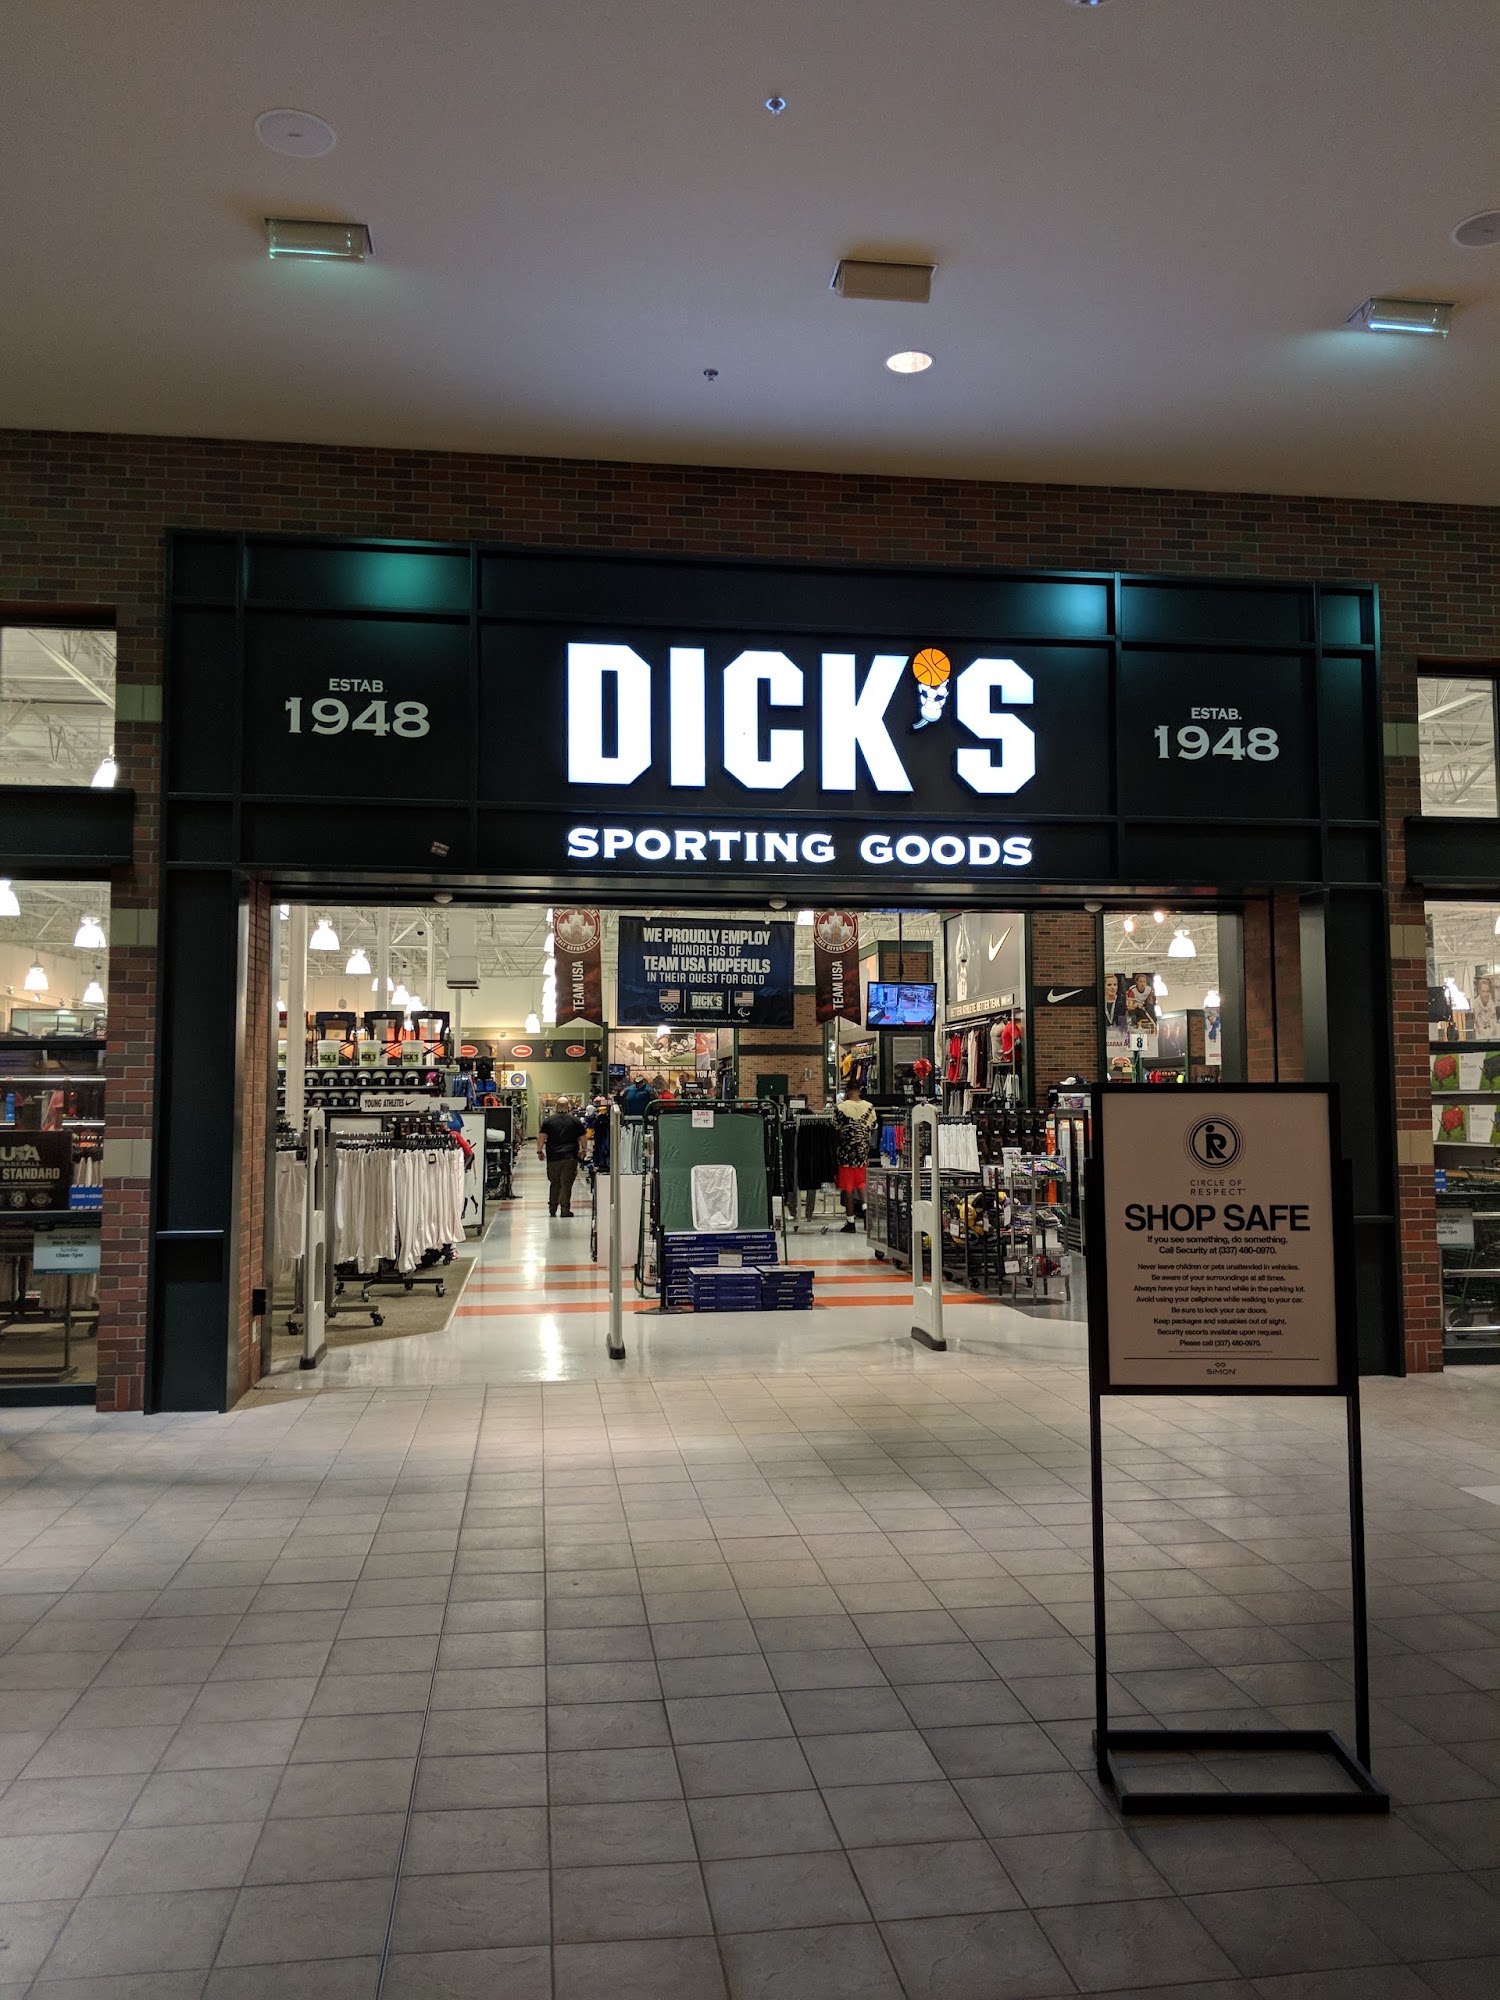 ESTAB.
1948
DICK'S
SPORTING GOODS
ESTAB.
1948
WE PROUDLY EMPLOY
HUNDREDS OF
TEAM USA HOPEFULS
IN THEIR QUEST FOR GOLD
DICK'S
TEAM USA
TEAM USA
YOUNG ATHLETES
BASEBALL
STANDARD
8
CIRCLE OF
RESPECT
SHOP SAFE
If you see something, do something.
Call Security at (337) 480-0970.
Never leave children or pets unattended in vehicles.
Be aware of your surroundings at all times.
Always have your keys in hand while in the parking lot.
Avoid using your cellphone while walking to your car.
Be sure to lock your car doors.
Keep packages and valuables out of sight.
Security escorts available upon request.
Please call (337) 480-0970.
SIMON